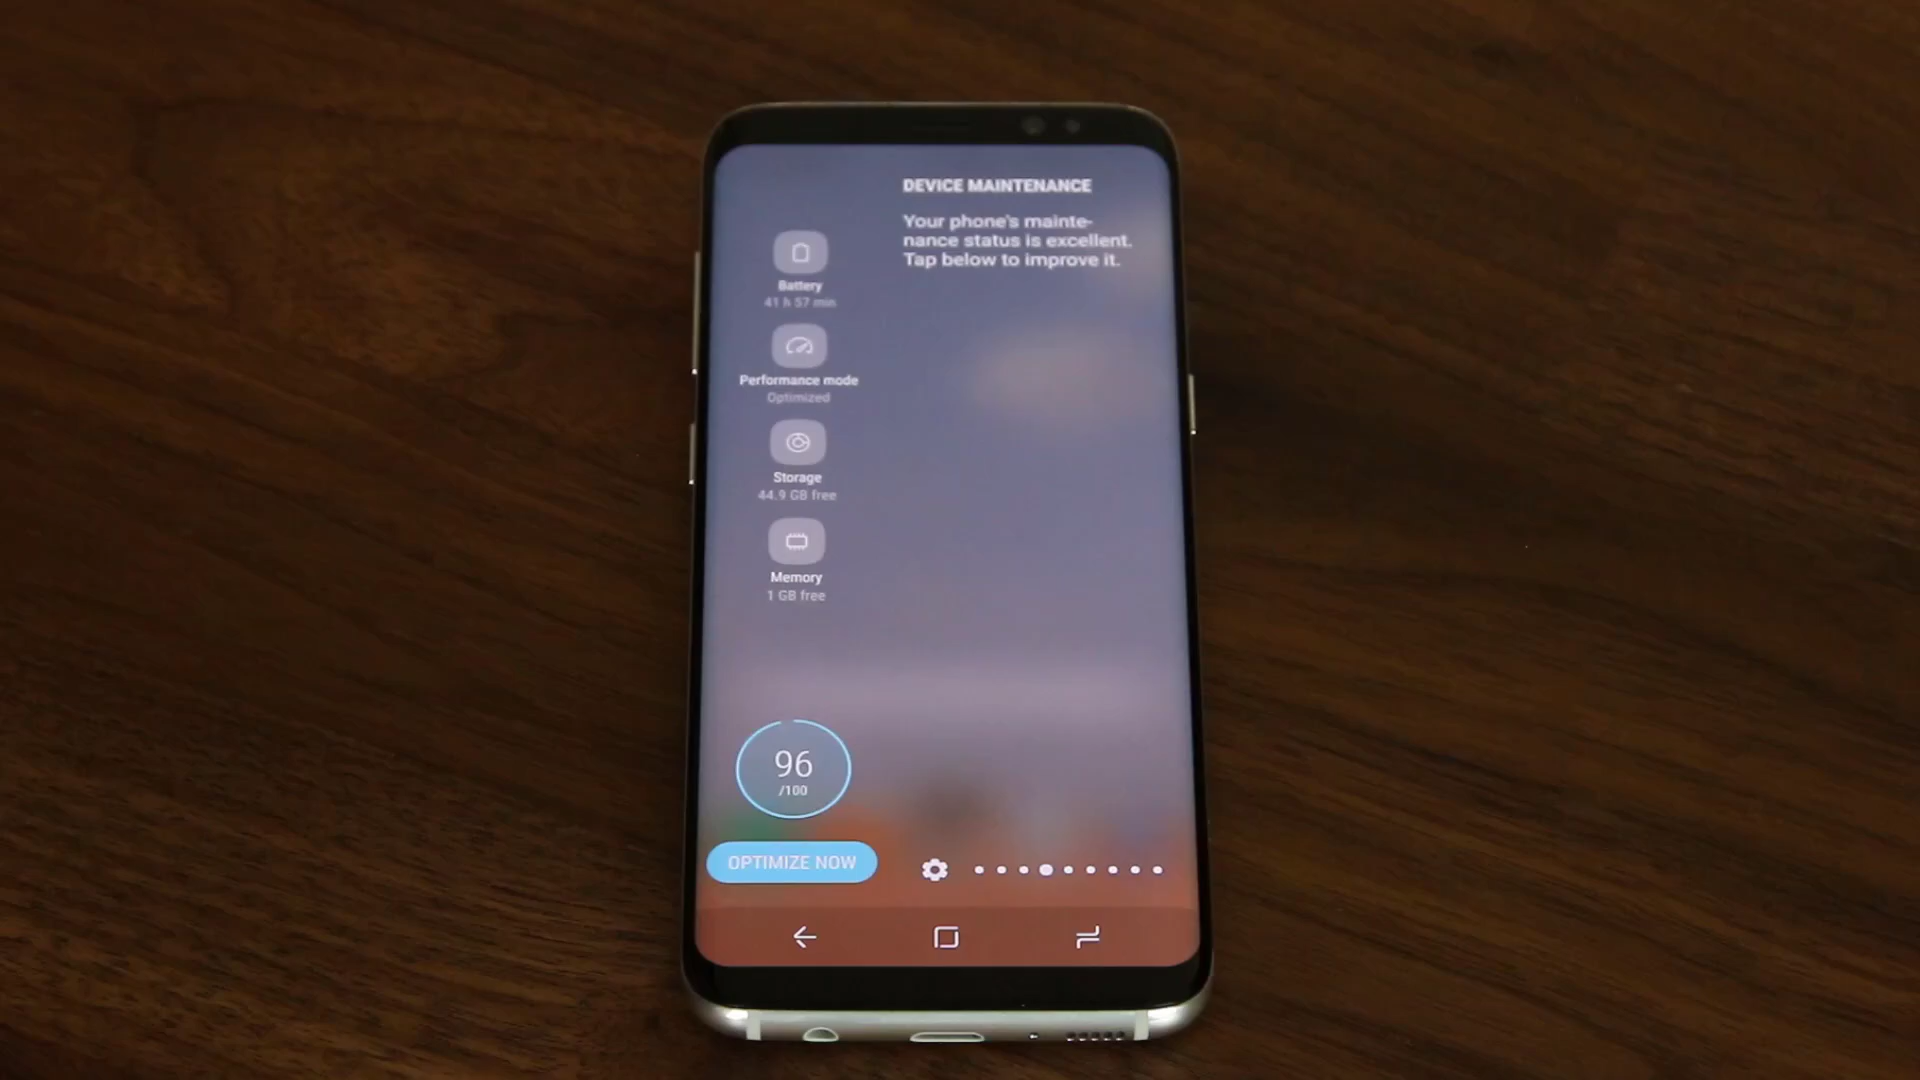 DEVICE MAINTENANCE
Your phone's mainte-
nance status is excellent.
Tap below to improve it.
Battery
41 h 57 min
Performance mode
Optimized
Storage
44.9 GB free
Memory
1 GB free
96
/100
OPTIMIZE NOW